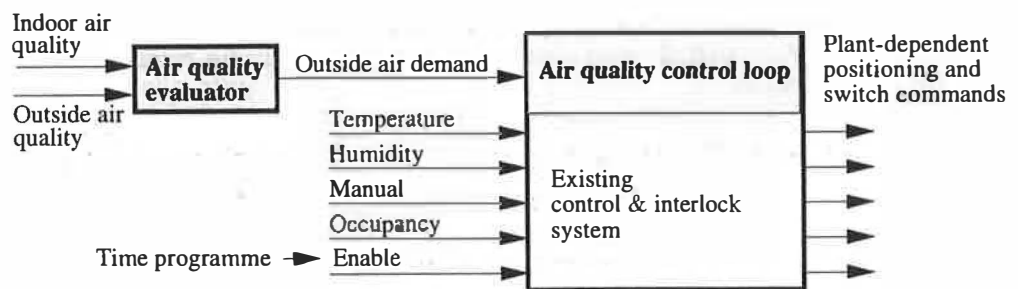 Indoor air
quality
Air quality
evaluator
Outside air
quality
Outside air demand
Air quality control loop
Plant-dependent
positioning and
switch commands
Temperature
Humidity
Manual
Occupancy
Time programme
Enable
Existing
control & interlock
system